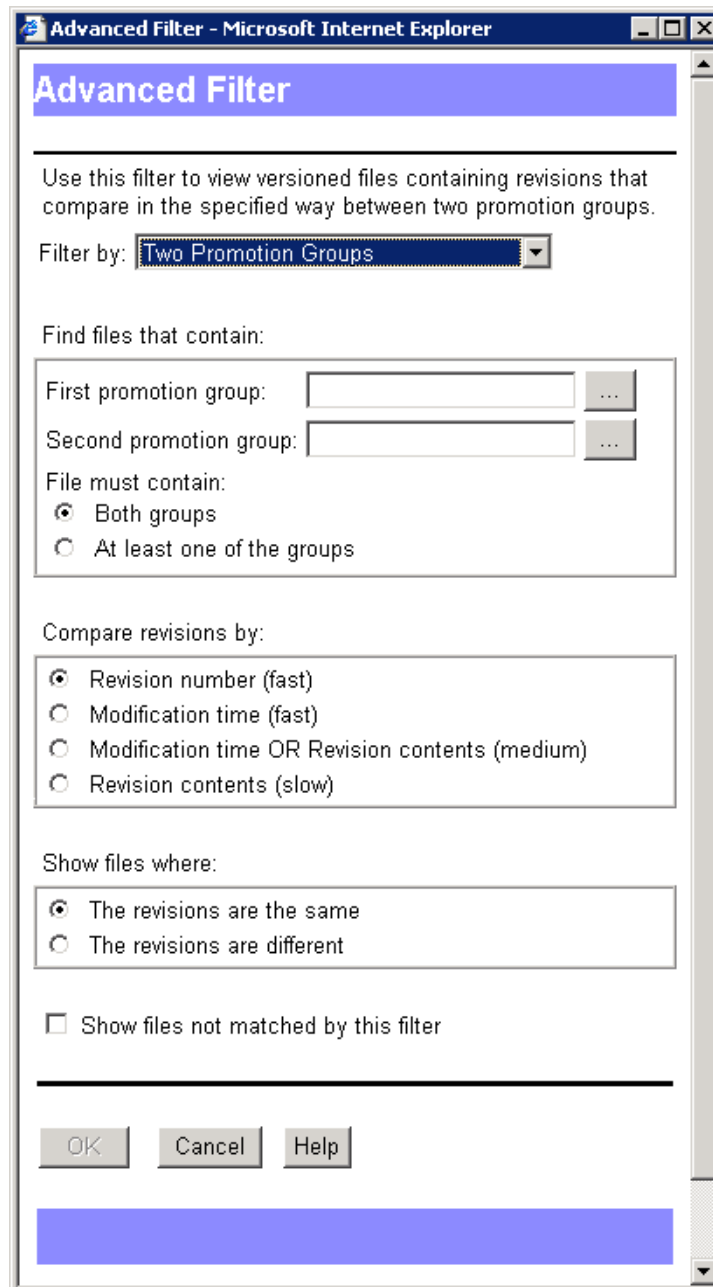 Advanced Filter - Microsoft Internet Explorer
Advanced Filter
Use this filter to view versioned files containing revisions that
compare in the specified way between two promotion groups.
Filter by: Two Promotion Groups
Find files that contain:
First promotion group: ...
Second promotion group: ...
File must contain:
Both groups
At least one of the groups
Compare revisions by:
Revision number (fast)
Modification time (fast)
Modification time OR Revision contents (medium)
Revision contents (slow)
Show files where:
The revisions are the same
The revisions are different
Show files not matched by this filter
OK Cancel Help